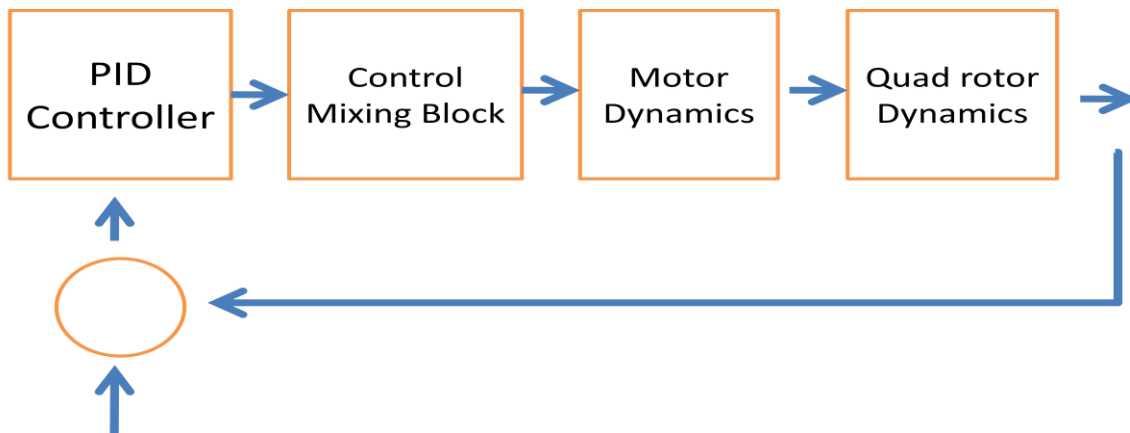 PID
Controller
Control
Mixing Block
Motor
Dynamics
Quad rotor
Dynamics